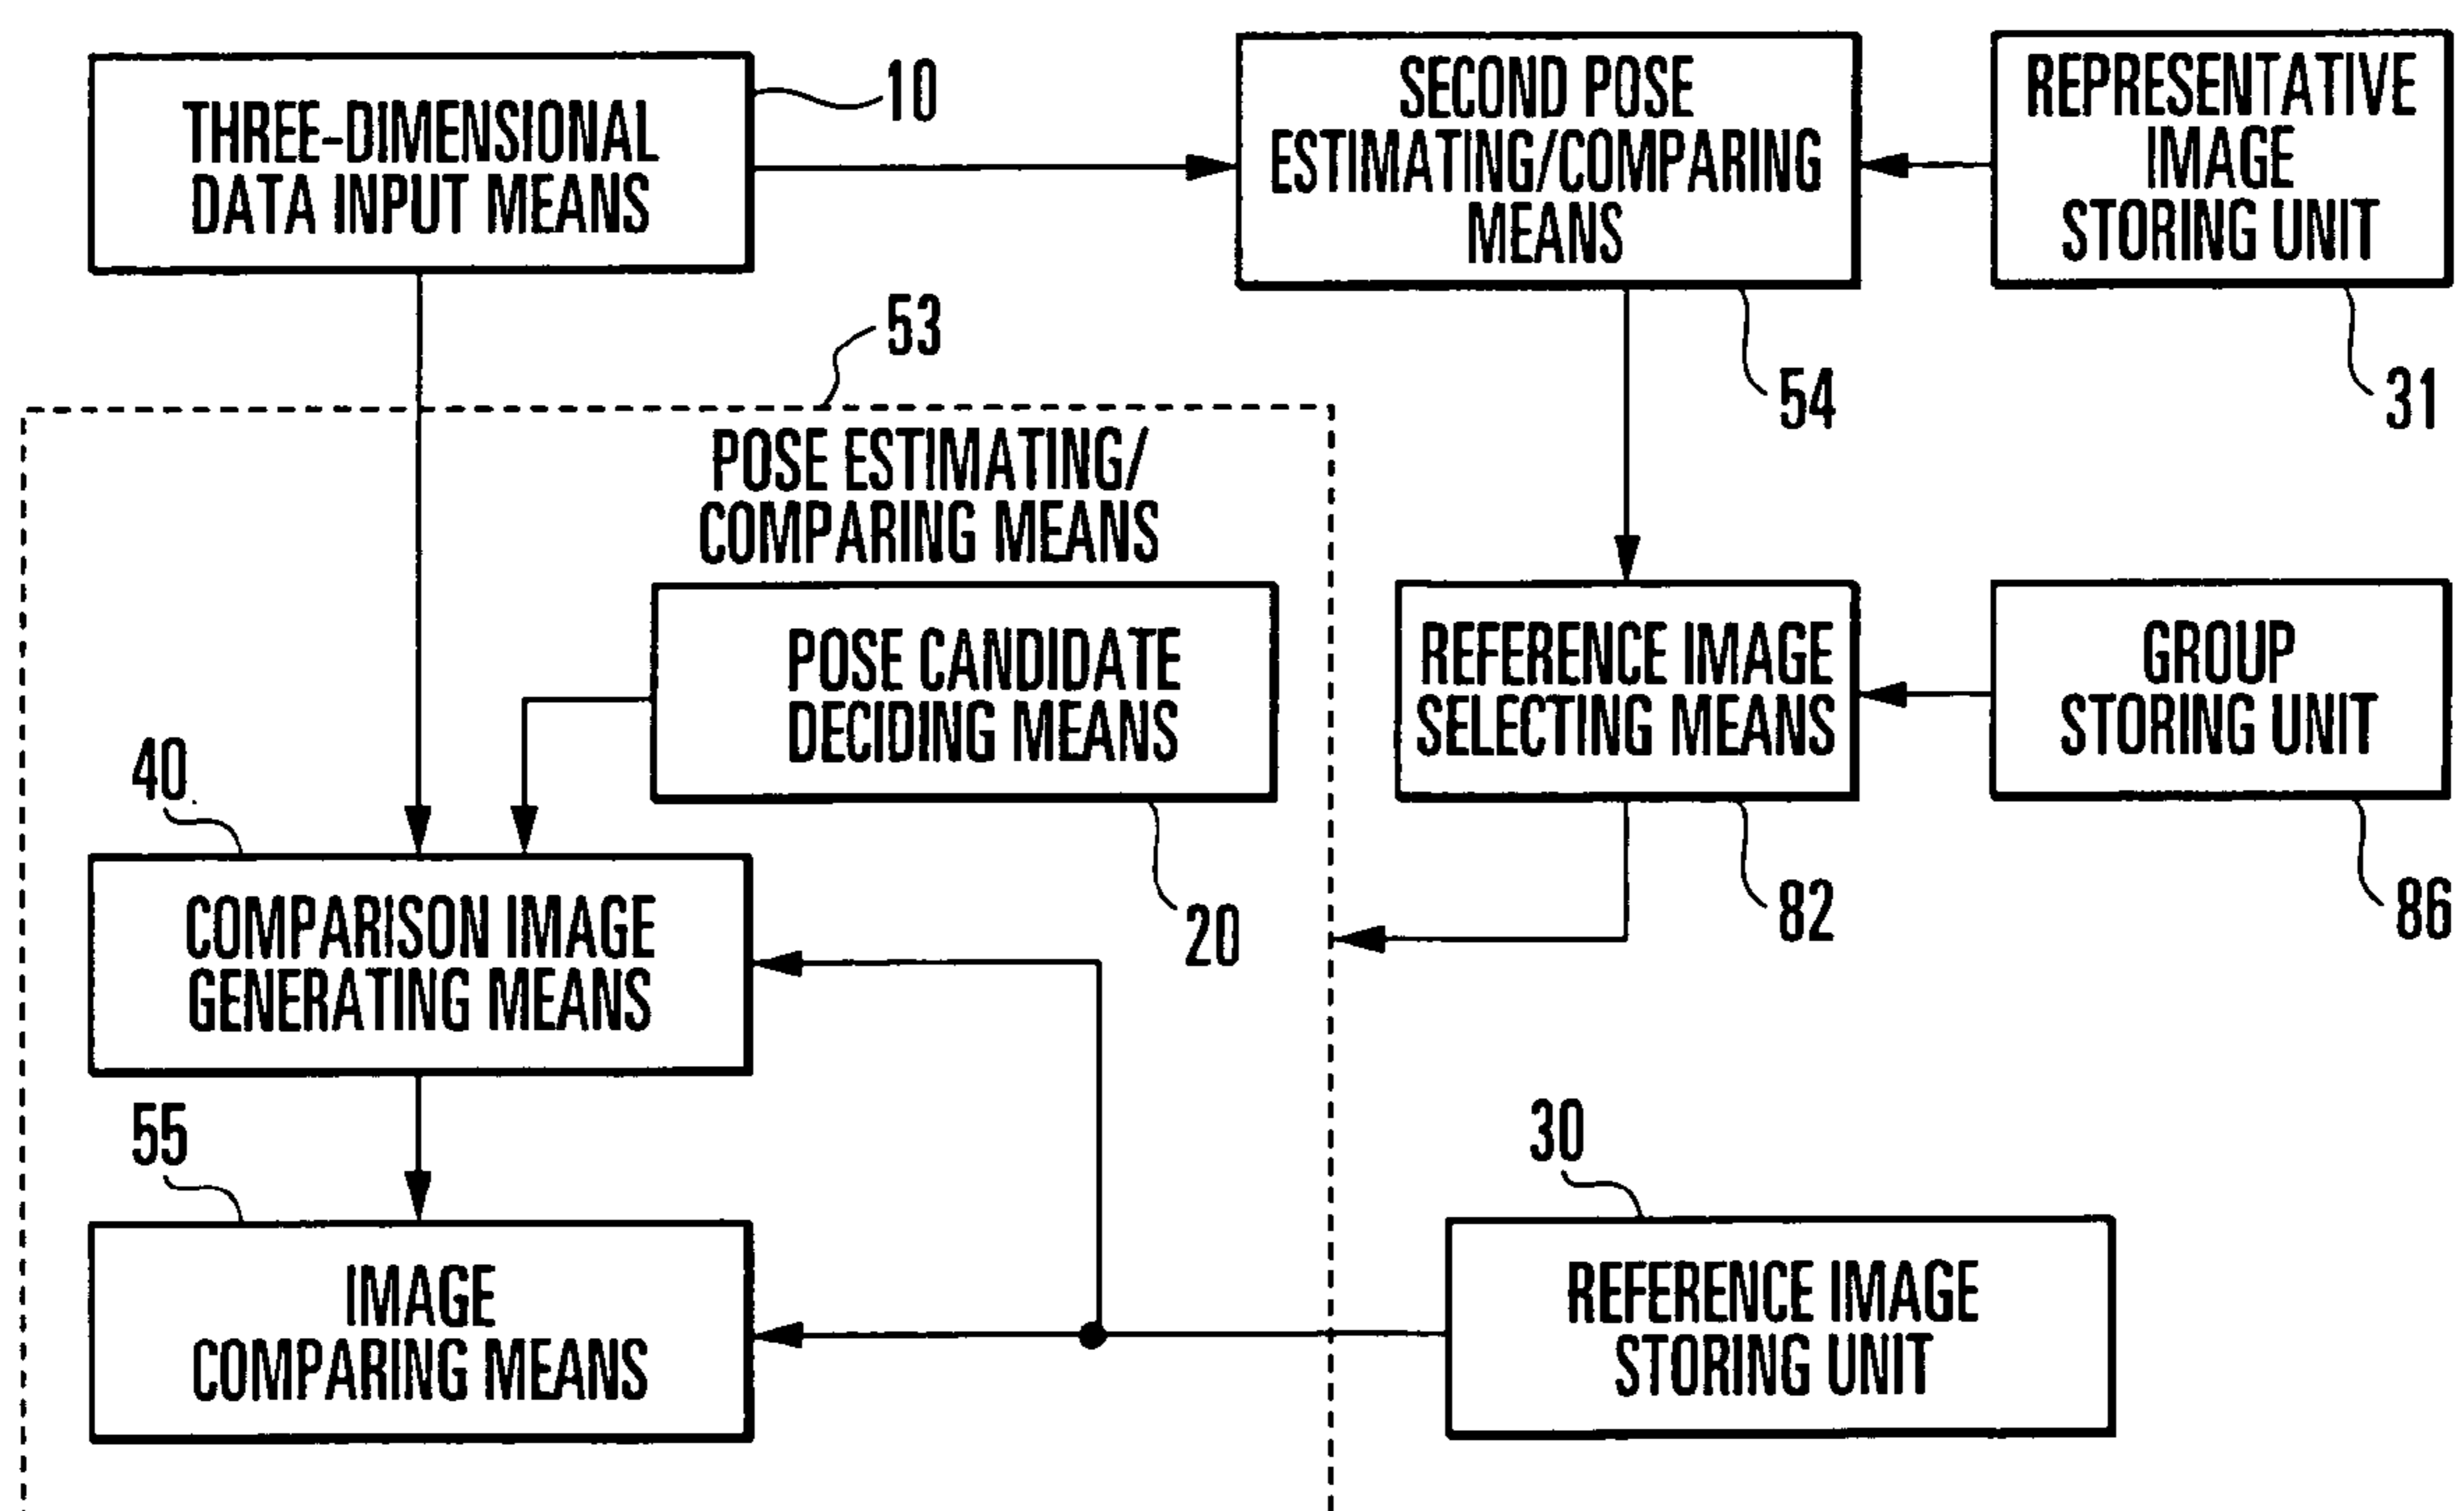 THREE-DIMENSIONAL
DATA INPUT MEANS
10
SECOND POSE
ESTIMATING/COMPARING
MEANS
54
REPRESENTATIVE
IMAGE
STORING UNIT
31
53
POSE ESTIMATING/
COMPARING MEANS
POSE CANDIDATE
DECIDING MEANS
20
REFERENCE IMAGE
SELECTING MEANS
82
GROUP
STORING UNIT
86
40
COMPARISON IMAGE
GENERATING MEANS
55
IMAGE
COMPARING MEANS
30
REFERENCE IMAGE
STORING UNIT